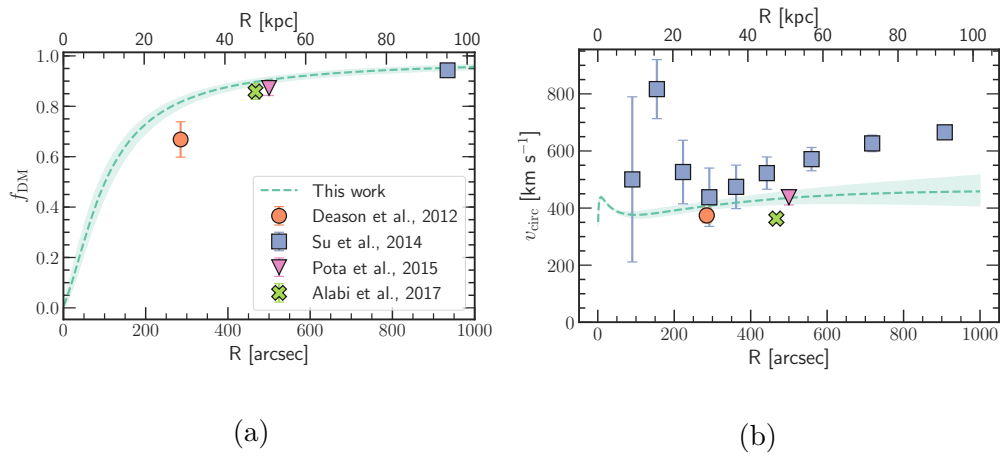 R [kpc]
0 20 40 60 80 100
1.0
0.8
0.6
0.4
0.2
0.0
f_DM
This work
Deason et al., 2012
Su et al., 2014
Pota et al., 2015
Alabi et al., 2017
0 200 400 600 800 1000
R [arcsec]
(a)
R [kpc]
0 20 40 60 80 100
800
600
400
200
0
v_circ [km s⁻¹]
0 200 400 600 800 1000
R [arcsec]
(b)